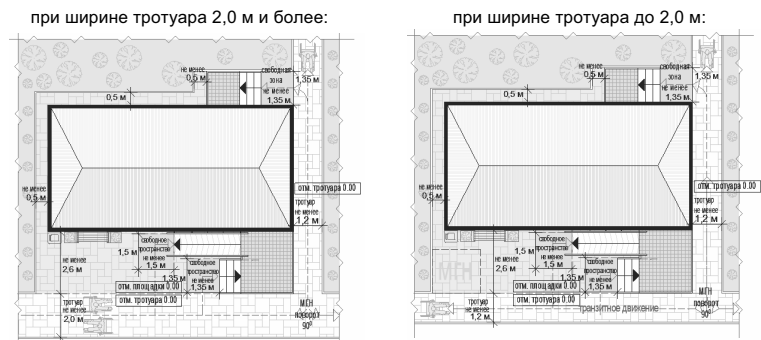 при ширине тротуара 2,0 м и более:
не менее
0,5 м
свободная
зона
не менее
1,35 м
1,35 м
0,5 м
не менее
0,5 м
отм. тротуара 0.00
тротуар
не менее
1,2 м
не менее
2,6 м
1,5 м
свободное
пространство
не менее
1,5 м
свободное
пространство
не менее
1,35 м
1,35 м
отм. площадки 0.00
отм. тротуара 0.00
тротуар
не менее
2,0 м
МГН
поворот
90⁰
при ширине тротуара до 2,0 м:
не менее
0,5 м
свободная
зона
не менее
1,35 м
1,35 м
0,5 м
не менее
0,5 м
отм. тротуара 0.00
тротуар
не менее
1,2 м
не менее
2,6 м
МГН
1,5 м
свободное
пространство
не менее
1,5 м
свободное
пространство
не менее
1,35 м
1,35 м
отм. площадки 0.00
отм. тротуара 0.00
тротуар
не менее
1,2 м
транзитное движение
МГН
поворот
90⁰